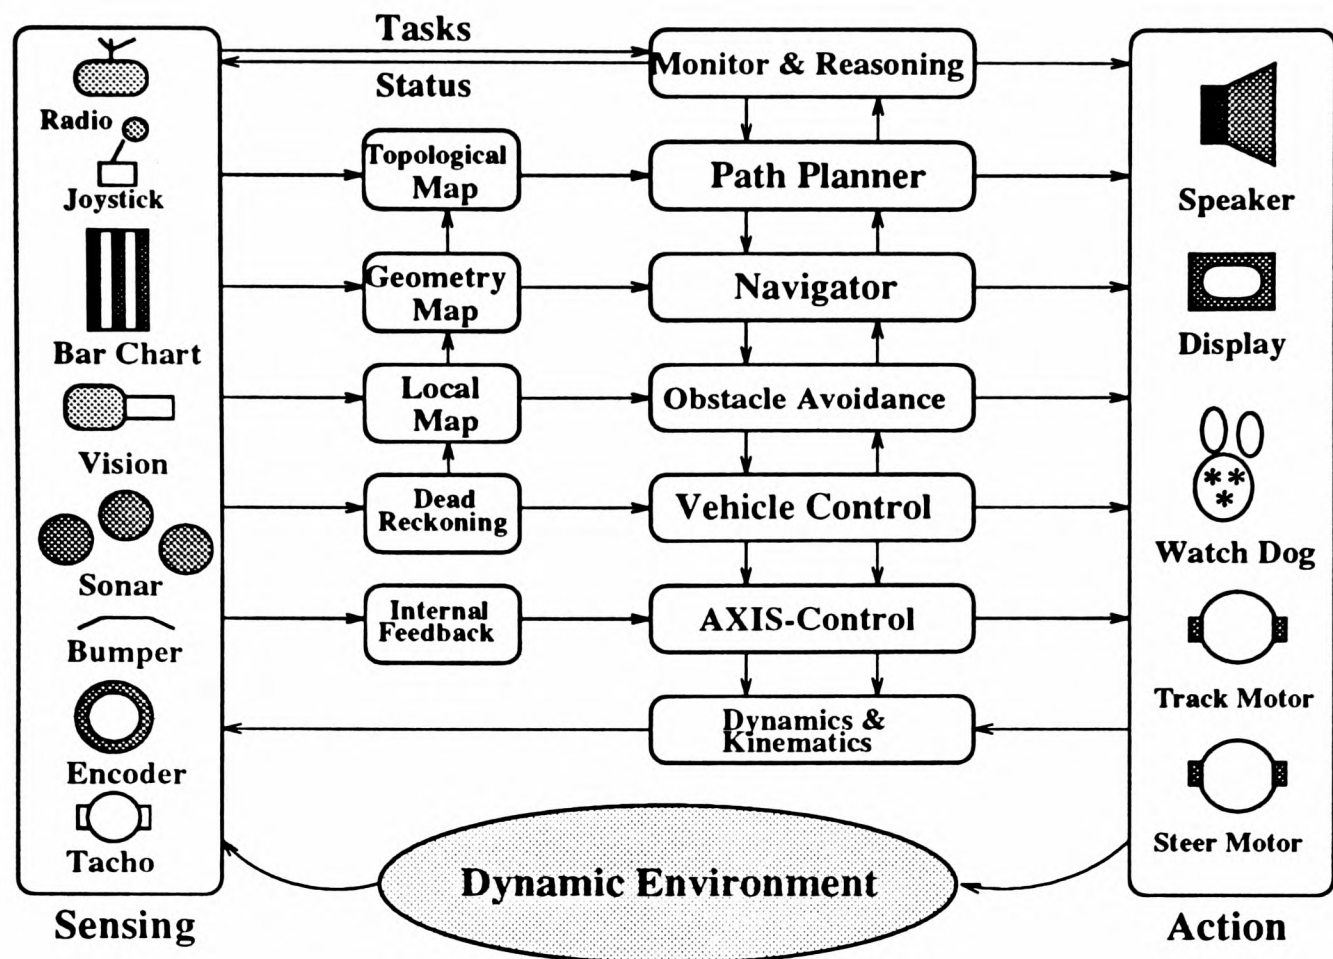 Tasks
Status
Radio
Joystick
Bar Chart
Vision
Sonar
Bumper
Encoder
Tacho
Sensing
Topological
Map
Geometry
Map
Local
Map
Dead
Reckoning
Internal
Feedback
Monitor & Reasoning
Path Planner
Navigator
Obstacle Avoidance
Vehicle Control
AXIS-Control
Dynamics &
Kinematics
Dynamic Environment
Speaker
Display
* *
*
Watch Dog
Track Motor
Steer Motor
Action